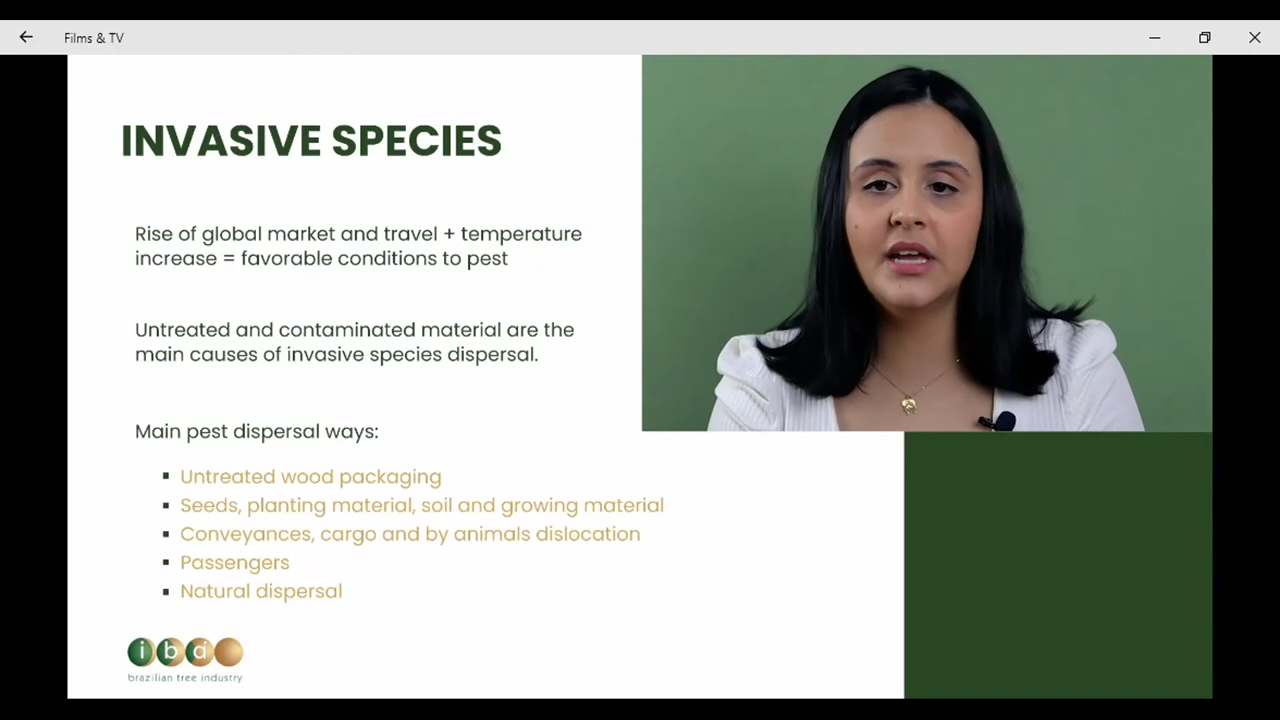 Films & TV
INVASIVE SPECIES
Rise of global market and travel + temperature
increase = favorable conditions to pest
Untreated and contaminated material are the
main causes of invasive species dispersal.
Main pest dispersal ways:
Untreated wood packaging
Seeds, planting material, soil and growing material
Conveyances, cargo and by animals dislocation
Passengers
Natural dispersal
ibá
brazilian tree industry